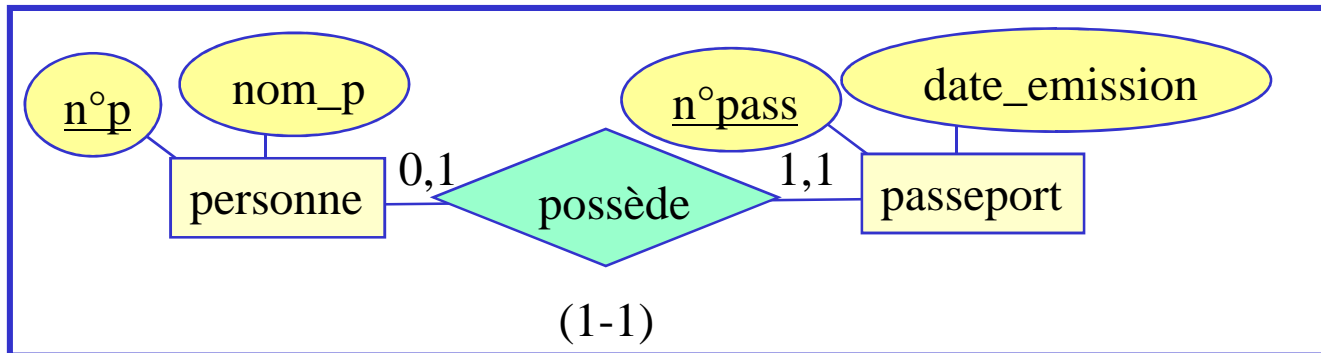 n°p
nom_p
n°pass
date_emission
personne
0,1
possède
1,1
passeport
(1-1)